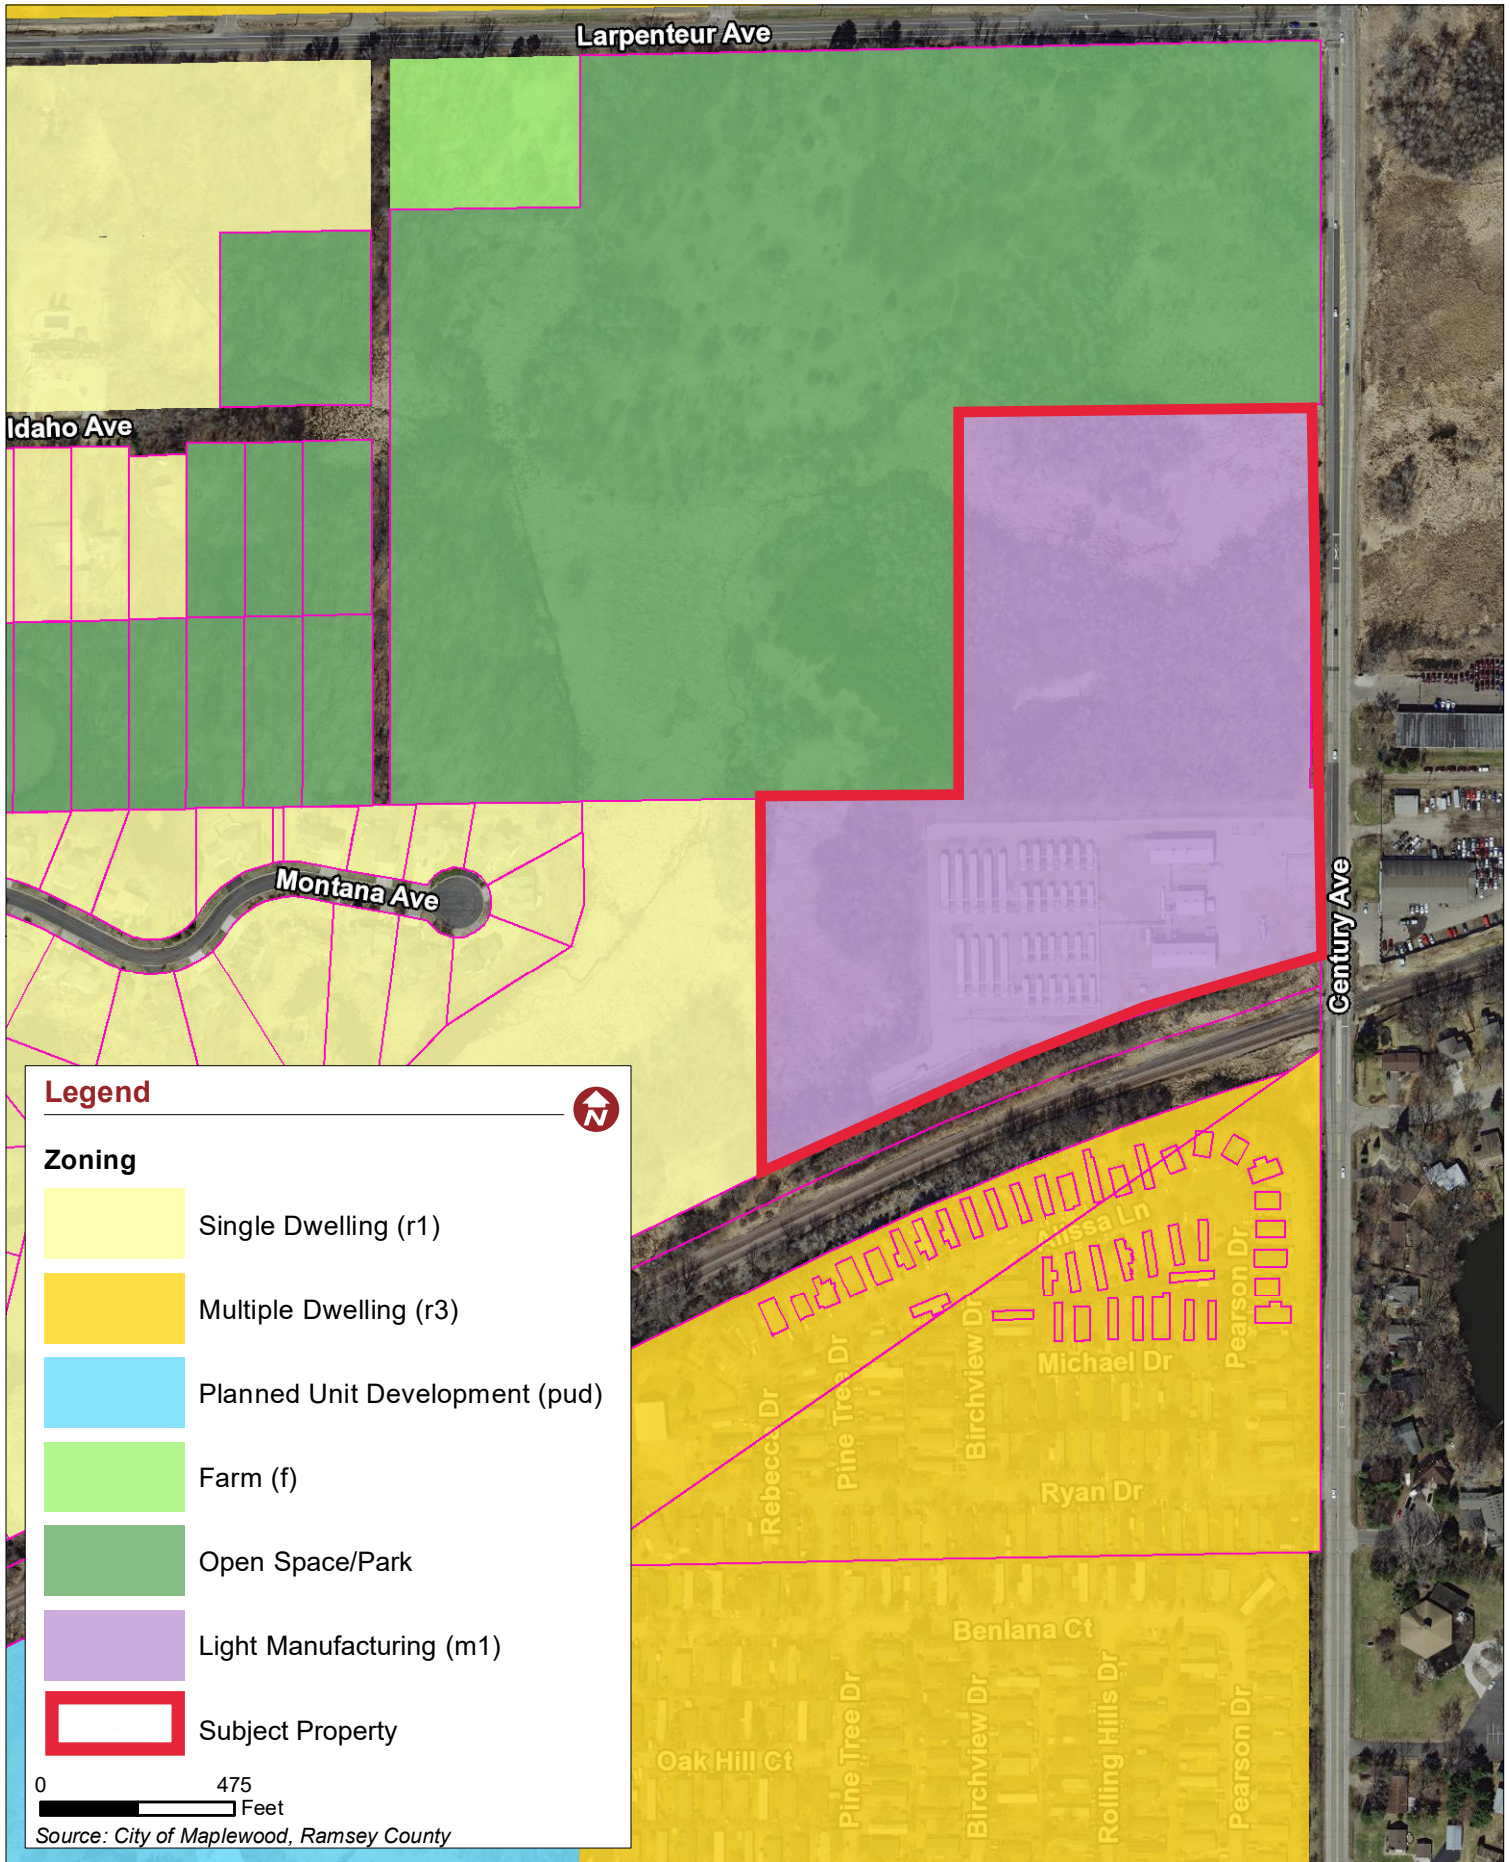 Larpenteur Ave
Idaho Ave
Montana Ave
Century Ave
Legend
N
Zoning
Single Dwelling (r1)
Multiple Dwelling (r3)
Planned Unit Development (pud)
Farm (f)
Open Space/Park
Light Manufacturing (m1)
Subject Property
0 475
Feet
Source: City of Maplewood, Ramsey County
Alissa Ln
Pearson Dr
Birchview Dr
Pine Tree Dr
Michael Dr
Rebecca Dr
Ryan Dr
Benlana Ct
Oak Hill Ct
Pine Tree Dr
Birchview Dr
Rolling Hills Dr
Pearson Dr